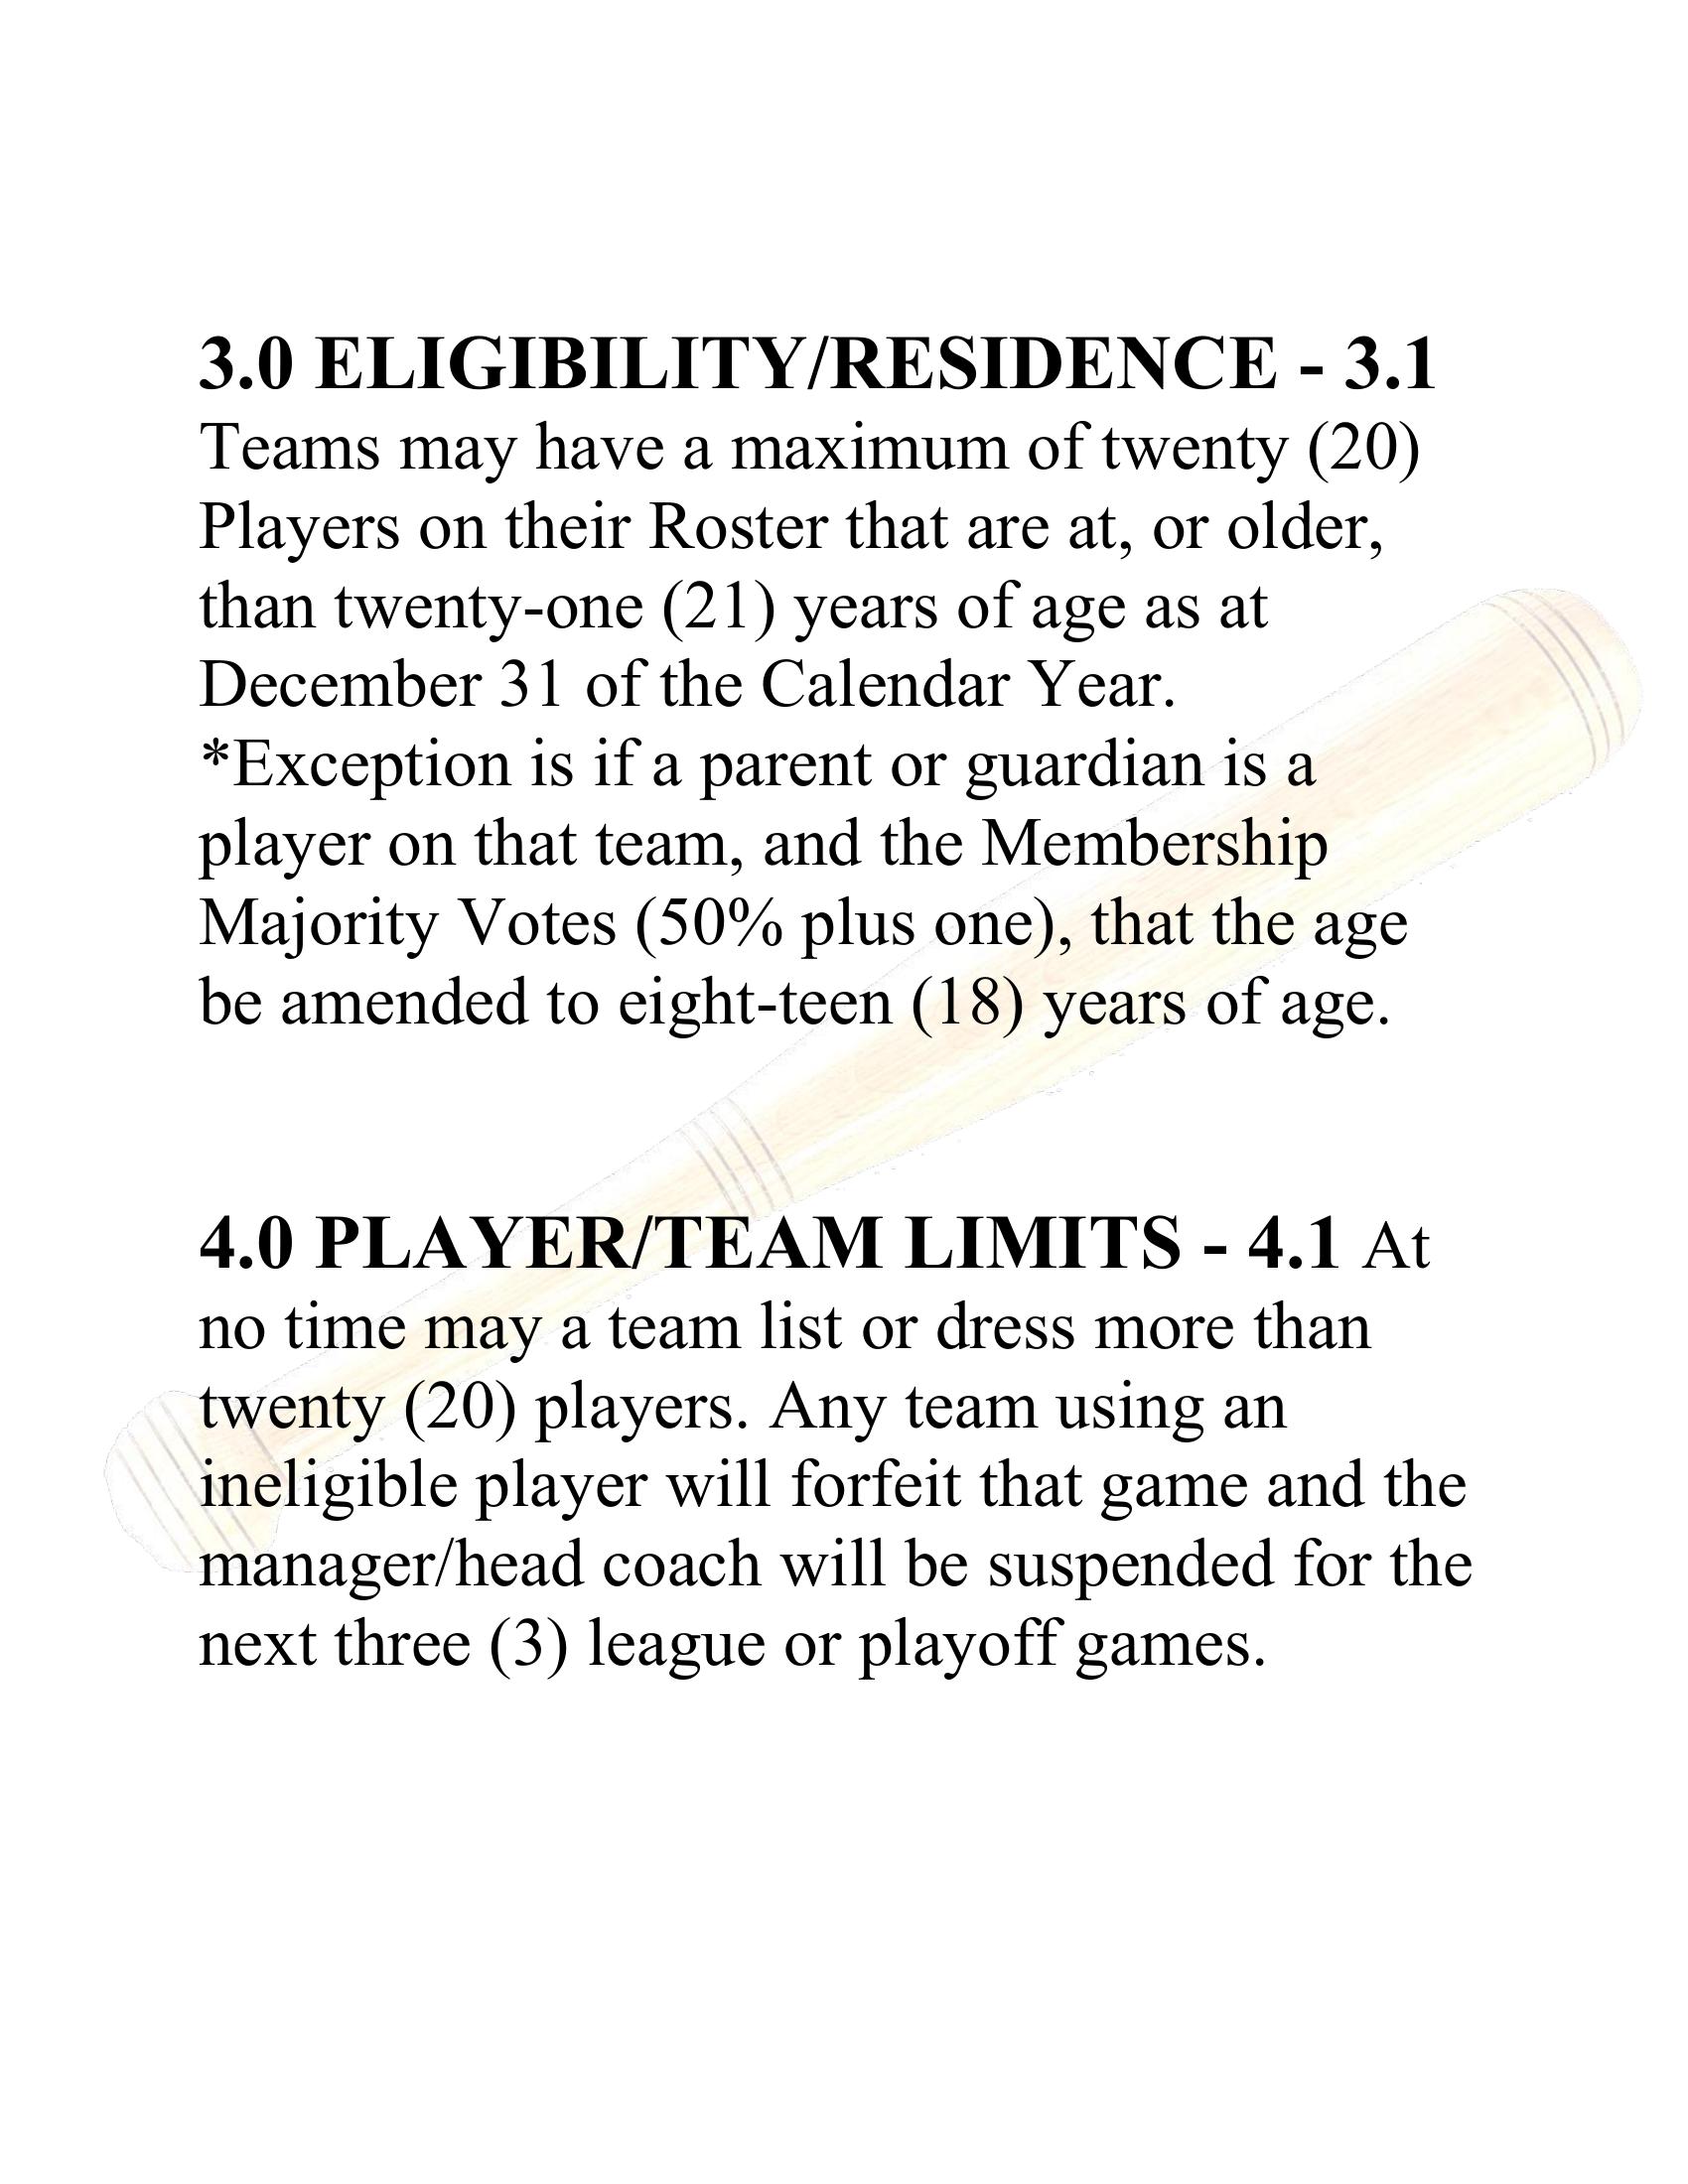 3.0 ELIGIBILITY/RESIDENCE - 3.1
Teams may have a maximum of twenty (20)
Players on their Roster that are at, or older,
than twenty-one (21) years of age as at
December 31 of the Calendar Year.
*Exception is if a parent or guardian is a
player on that team, and the Membership
Majority Votes (50% plus one), that the age
be amended to eight-teen (18) years of age.
4.0 PLAYER/TEAM LIMITS - 4.1 At
no time may a team list or dress more than
twenty (20) players. Any team using an
ineligible player will forfeit that game and the
manager/head coach will be suspended for the
next three (3) league or playoff games.